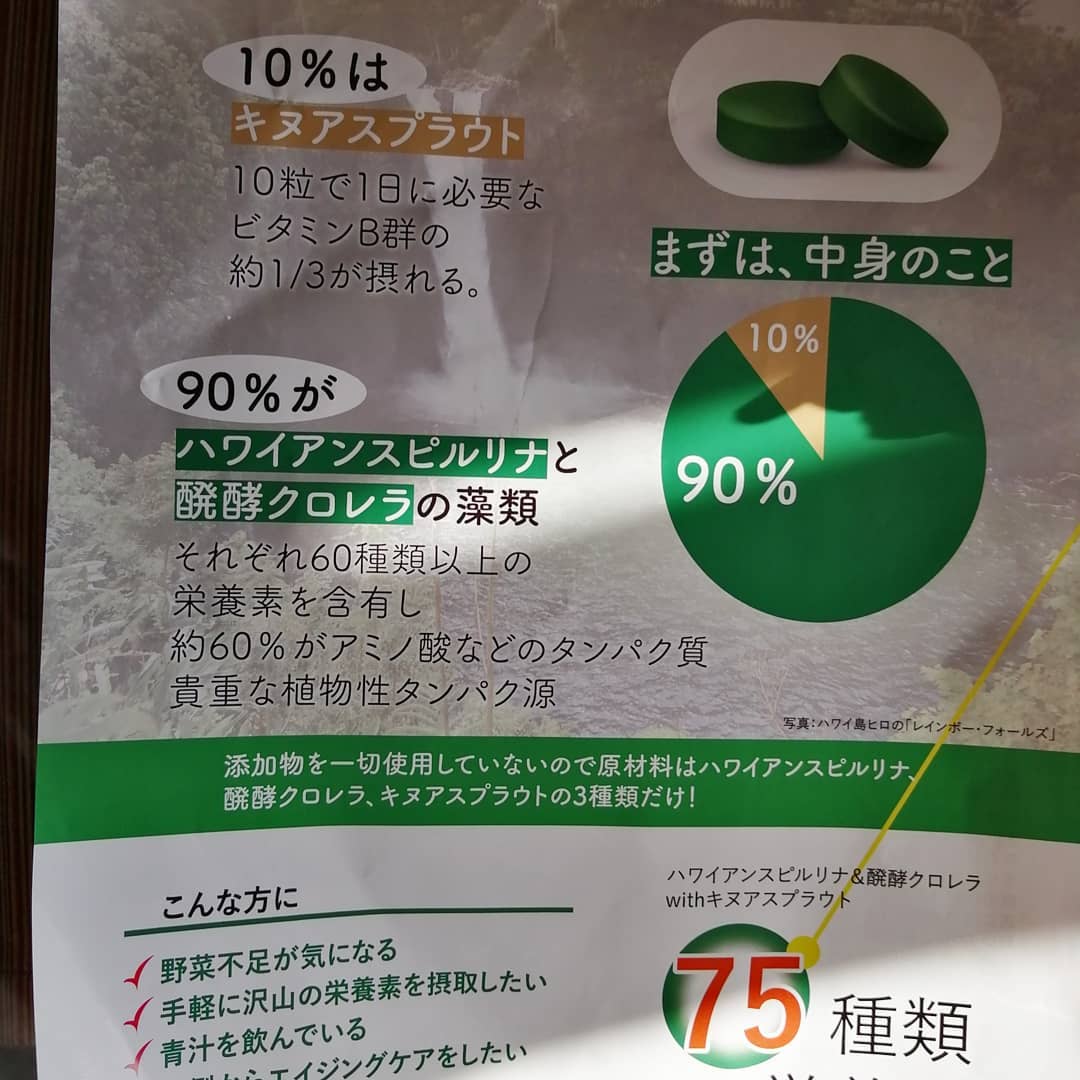 10%は
キヌアスプラウト
10粒で1日に必要な
ビタミンB群の
約1/3が摂れる。
まずは、中身のこと
10%
90%
90%が
ハワイアンスピルリナと
醗酵クロレラの藻類
それぞれ60種類以上の
栄養素を含有し
約60%がアミノ酸などのタンパク質
貴重な植物性タンパク源
写真:ハワイ島ヒロの「レインボー・フォールズ」
添加物を一切使用していないので原材料はハワイアンスピルリナ、
醗酵クロレラ、キヌアスプラウトの3種類だけ!
こんな方に
野菜不足が気になる
手軽に沢山の栄養素を摂取したい
青汁を飲んでいる
からエイジングケアをしたい
ハワイアンスピルリナ&醗酵クロレラ
withキヌアスプラウト
75種類